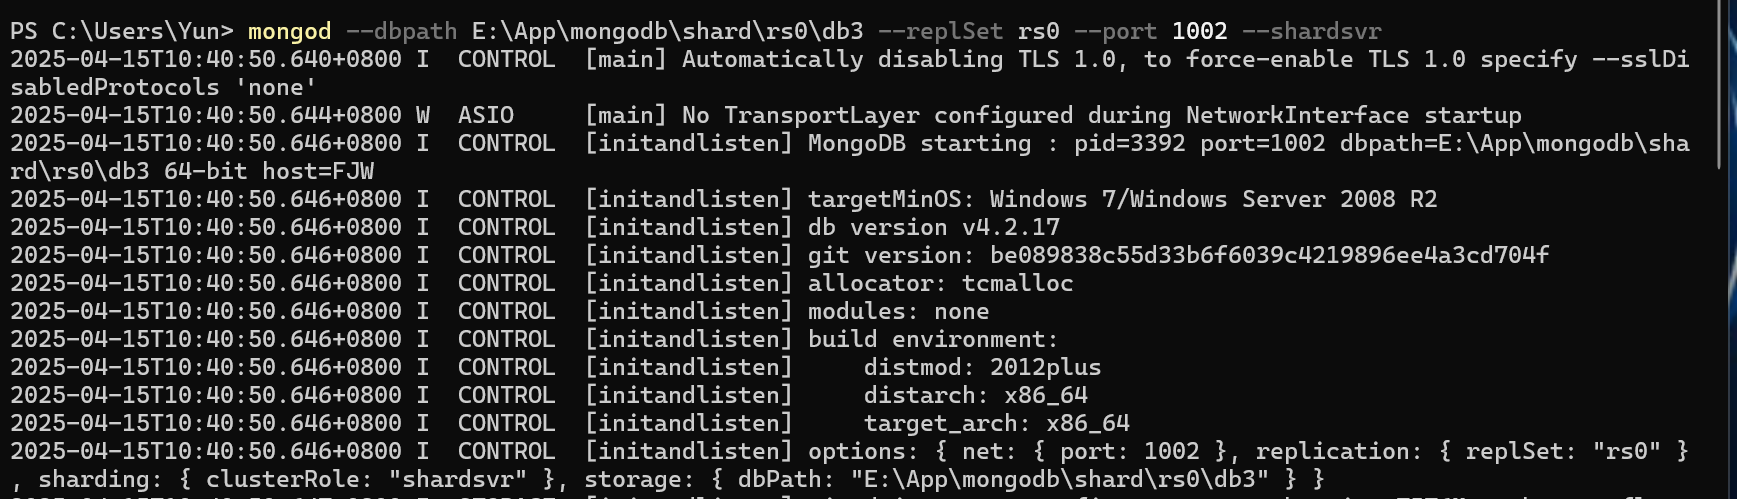 PS C:\Users\Yun> mongod --dbpath E:\App\mongodb\shard\rs0\db3 --replSet rs0 --port 1002 --shardsvr
2025-04-15T10:40:50.640+0800 I  CONTROL  [main] Automatically disabling TLS 1.0, to force-enable TLS 1.0 specify --sslDi
sabledProtocols 'none'
2025-04-15T10:40:50.644+0800 W  ASIO     [main] No TransportLayer configured during NetworkInterface startup
2025-04-15T10:40:50.646+0800 I  CONTROL  [initandlisten] MongoDB starting : pid=3392 port=1002 dbpath=E:\App\mongodb\sha
rd\rs0\db3 64-bit host=FJW
2025-04-15T10:40:50.646+0800 I  CONTROL  [initandlisten] targetMinOS: Windows 7/Windows Server 2008 R2
2025-04-15T10:40:50.646+0800 I  CONTROL  [initandlisten] db version v4.2.17
2025-04-15T10:40:50.646+0800 I  CONTROL  [initandlisten] git version: be089838c55d33b6f6039c4219896ee4a3cd704f
2025-04-15T10:40:50.646+0800 I  CONTROL  [initandlisten] allocator: tcmalloc
2025-04-15T10:40:50.646+0800 I  CONTROL  [initandlisten] modules: none
2025-04-15T10:40:50.646+0800 I  CONTROL  [initandlisten] build environment:
2025-04-15T10:40:50.646+0800 I  CONTROL  [initandlisten]     distmod: 2012plus
2025-04-15T10:40:50.646+0800 I  CONTROL  [initandlisten]     distarch: x86_64
2025-04-15T10:40:50.646+0800 I  CONTROL  [initandlisten]     target_arch: x86_64
2025-04-15T10:40:50.646+0800 I  CONTROL  [initandlisten] options: { net: { port: 1002 }, replication: { replSet: "rs0" }
, sharding: { clusterRole: "shardsvr" }, storage: { dbPath: "E:\App\mongodb\shard\rs0\db3" } }